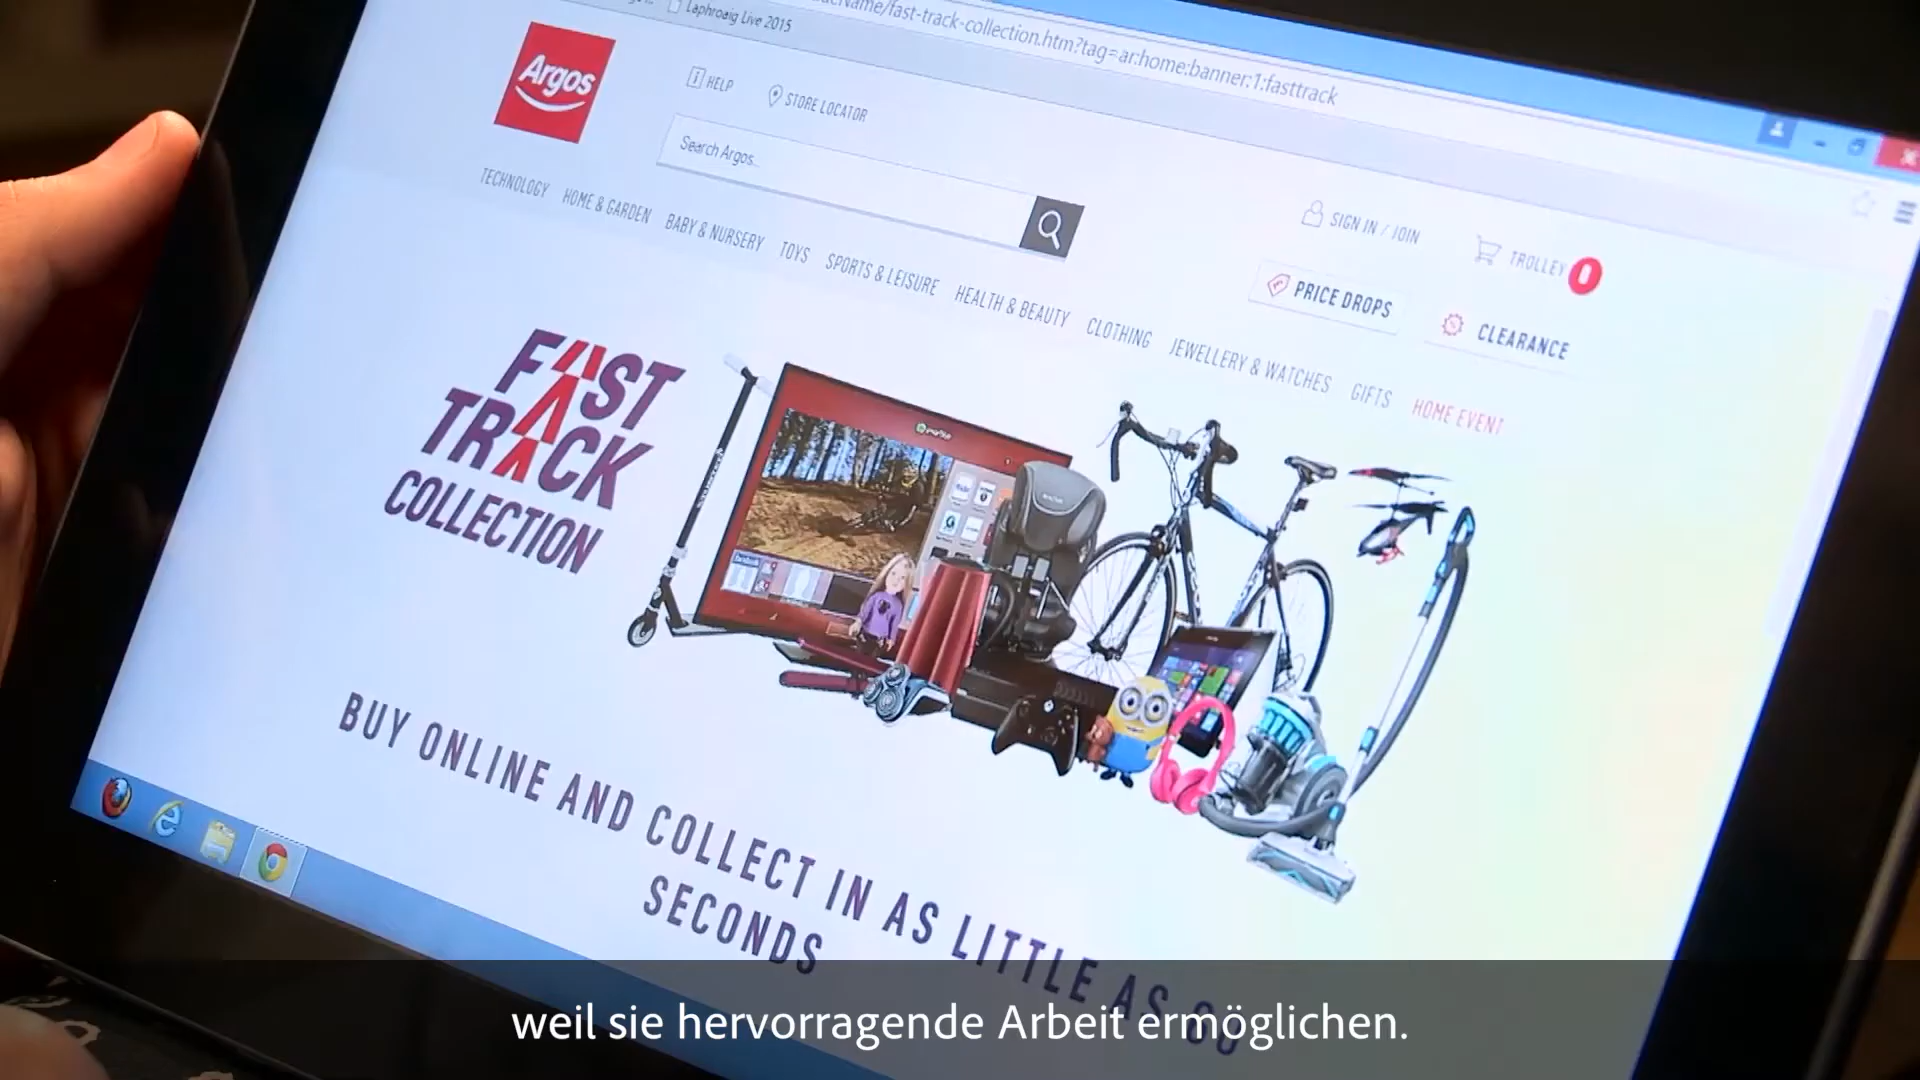 Laphroaig Live 2015
Name/fast-track-collection.htm?tag=ar:home:banner:1:fasttrack
Argos
HELP
STORE LOCATOR
Search Argos...
SIGN IN / JOIN
TROLLEY 0
PRICE DROPS
CLEARANCE
TECHNOLOGY HOME & GARDEN BABY & NURSERY TOYS SPORTS & LEISURE HEALTH & BEAUTY CLOTHING JEWELLERY & WATCHES GIFTS HOME EVENT
FAST
TRACK
COLLECTION
BUY ONLINE AND COLLECT IN AS LITTLE AS 60
SECONDS
weil sie hervorragende Arbeit ermöglichen.